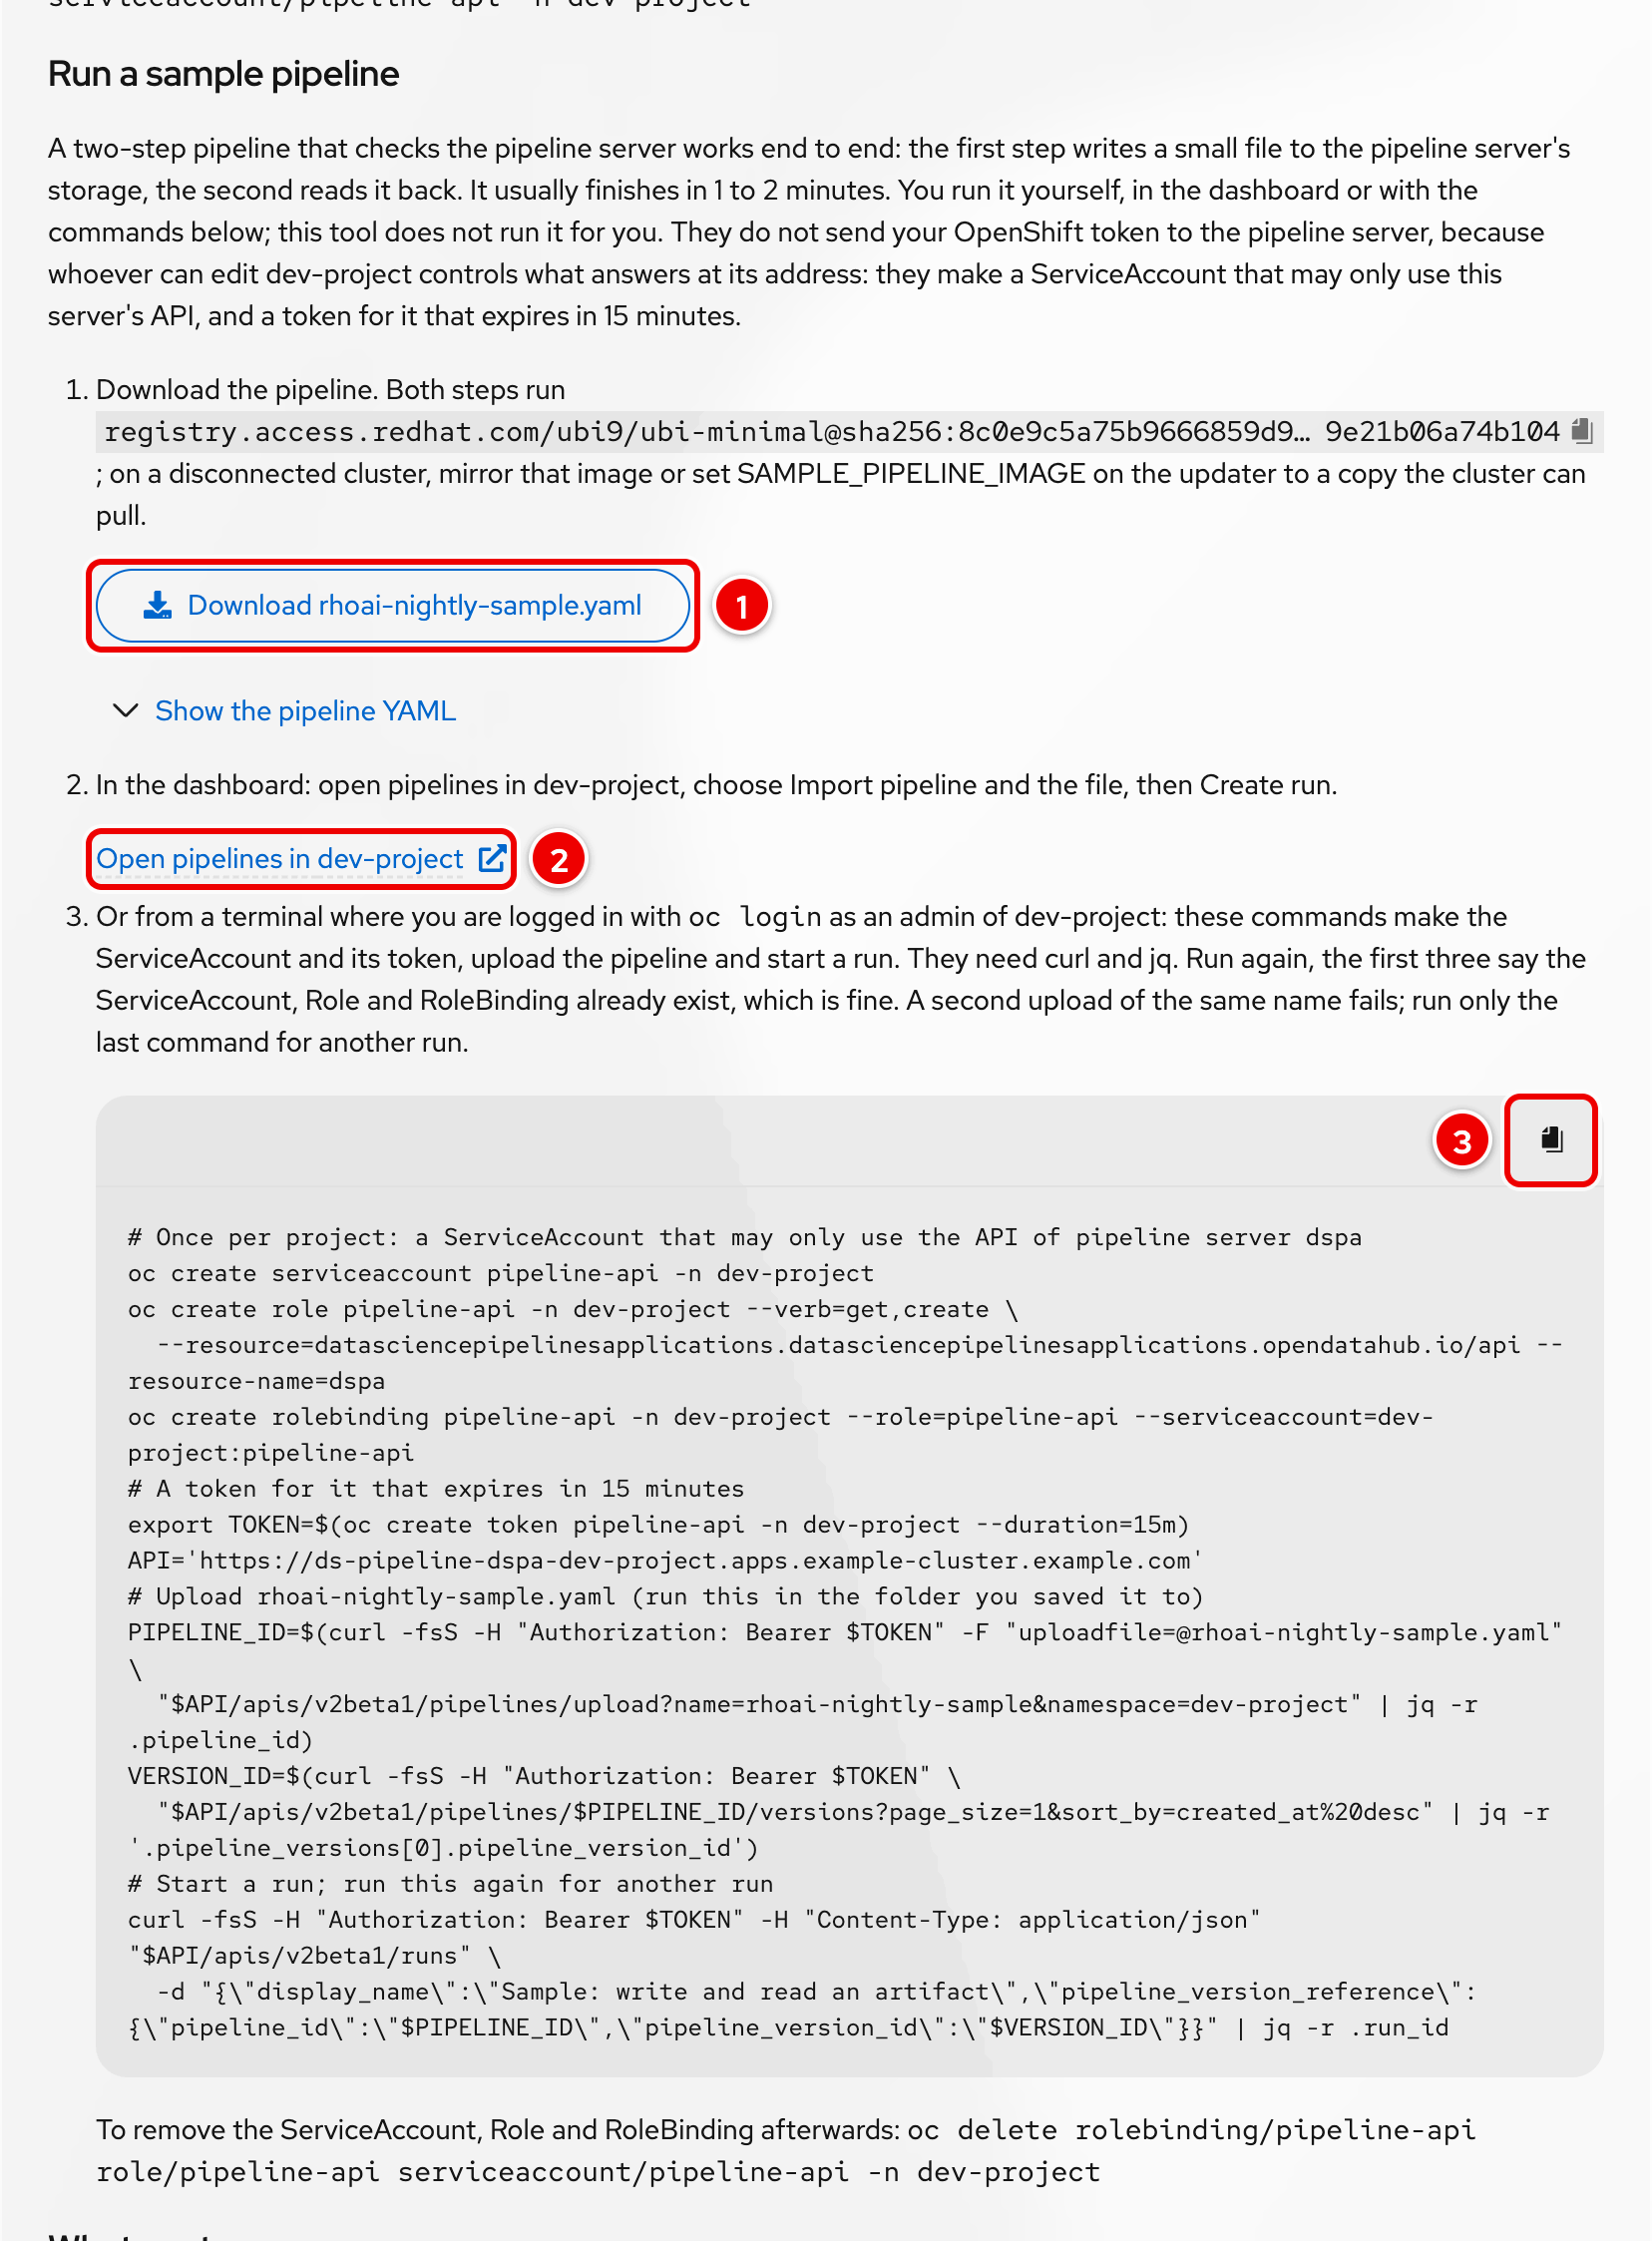 serviceaccount/pipeline-api -n dev-project
Run a sample pipeline
A two-step pipeline that checks the pipeline server works end to end: the first step writes a small file to the pipeline server's
storage, the second reads it back. It usually finishes in 1 to 2 minutes. You run it yourself, in the dashboard or with the
commands below; this tool does not run it for you. They do not send your OpenShift token to the pipeline server, because
whoever can edit dev-project controls what answers at its address: they make a ServiceAccount that may only use this
server's API, and a token for it that expires in 15 minutes.
1. Download the pipeline. Both steps run
registry.access.redhat.com/ubi9/ubi-minimal@sha256:8c0e9c5a75b9666859d9… 9e21b06a74b104
; on a disconnected cluster, mirror that image or set SAMPLE_PIPELINE_IMAGE on the updater to a copy the cluster can
pull.
Download rhoai-nightly-sample.yaml
1
Show the pipeline YAML
2. In the dashboard: open pipelines in dev-project, choose Import pipeline and the file, then Create run.
Open pipelines in dev-project
2
3. Or from a terminal where you are logged in with oc login as an admin of dev-project: these commands make the
ServiceAccount and its token, upload the pipeline and start a run. They need curl and jq. Run again, the first three say the
ServiceAccount, Role and RoleBinding already exist, which is fine. A second upload of the same name fails; run only the
last command for another run.
3
# Once per project: a ServiceAccount that may only use the API of pipeline server dspa
oc create serviceaccount pipeline-api -n dev-project
oc create role pipeline-api -n dev-project --verb=get,create \
--resource=datasciencepipelinesapplications.datasciencepipelinesapplications.opendatahub.io/api --
resource-name=dspa
oc create rolebinding pipeline-api -n dev-project --role=pipeline-api --serviceaccount=dev-
project:pipeline-api
# A token for it that expires in 15 minutes
export TOKEN=$(oc create token pipeline-api -n dev-project --duration=15m)
API='https://ds-pipeline-dspa-dev-project.apps.example-cluster.example.com'
# Upload rhoai-nightly-sample.yaml (run this in the folder you saved it to)
PIPELINE_ID=$(curl -fsS -H "Authorization: Bearer $TOKEN" -F "uploadfile=@rhoai-nightly-sample.yaml"
\
"$API/apis/v2beta1/pipelines/upload?name=rhoai-nightly-sample&namespace=dev-project" | jq -r
.pipeline_id)
VERSION_ID=$(curl -fsS -H "Authorization: Bearer $TOKEN" \
"$API/apis/v2beta1/pipelines/$PIPELINE_ID/versions?page_size=1&sort_by=created_at%20desc" | jq -r
'.pipeline_versions[0].pipeline_version_id')
# Start a run; run this again for another run
curl -fsS -H "Authorization: Bearer $TOKEN" -H "Content-Type: application/json"
"$API/apis/v2beta1/runs" \
-d "{\"display_name\":\"Sample: write and read an artifact\",\"pipeline_version_reference\":
{\"pipeline_id\":\"$PIPELINE_ID\",\"pipeline_version_id\":\"$VERSION_ID\"}}" | jq -r .run_id
To remove the ServiceAccount, Role and RoleBinding afterwards: oc delete rolebinding/pipeline-api
role/pipeline-api serviceaccount/pipeline-api -n dev-project